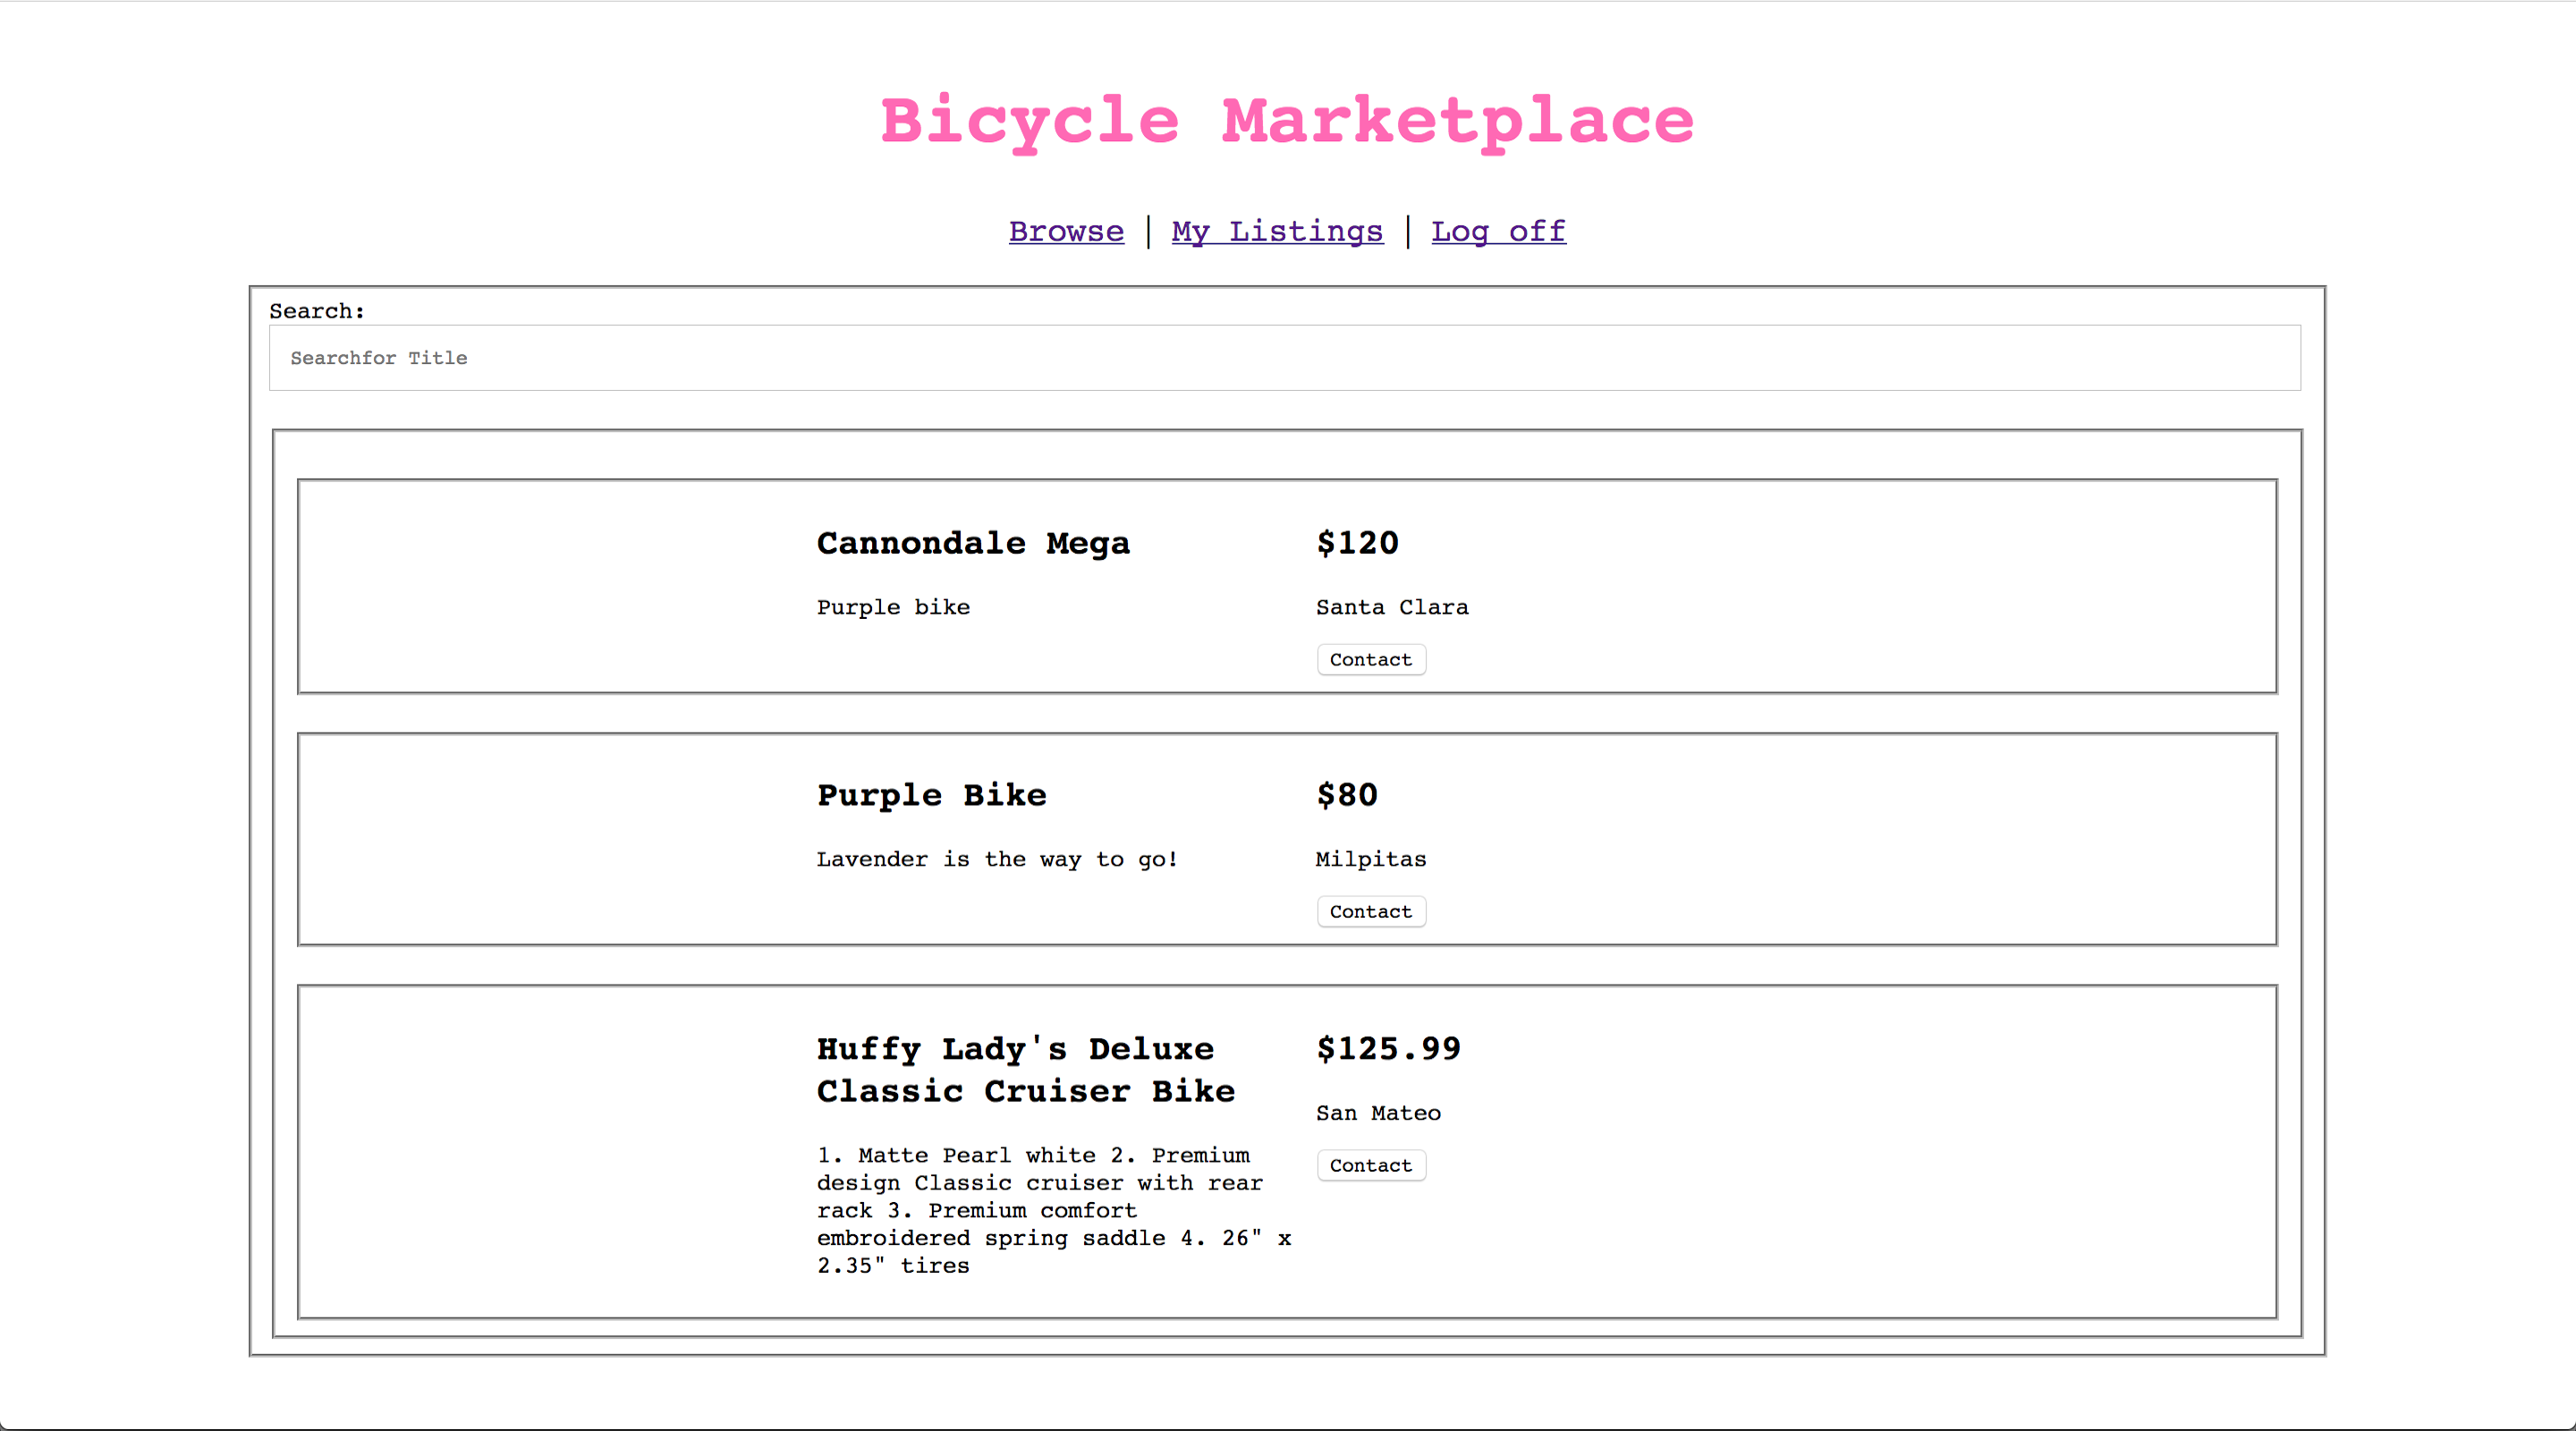 Bicycle Marketplace
Browse | My Listings | Log off
Search:
Searchfor Title
Cannondale Mega
$120
Purple bike
Santa Clara
Contact
Purple Bike
$80
Lavender is the way to go!
Milpitas
Contact
Huffy Lady's Deluxe
Classic Cruiser Bike
$125.99
San Mateo
Contact
1. Matte Pearl white 2. Premium
design Classic cruiser with rear
rack 3. Premium comfort
embroidered spring saddle 4. 26" x
2.35" tires